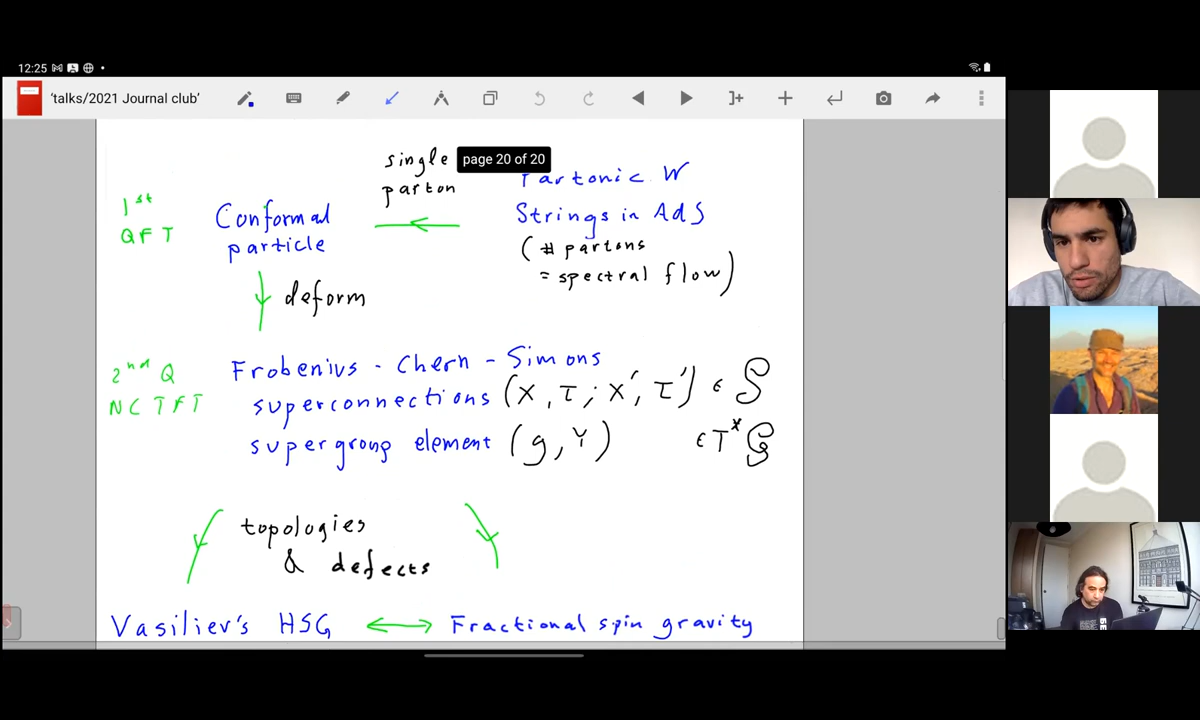 12:25
'talks/2021 Journal club'
page 20 of 20
single
parton
Partonic W
1st
QFT
Conformal
particle
Strings in AdS
(# partons
= spectral flow)
deform
2nd Q
NC TFT
Frobenius - Chern - Simons
superconnections (X, τ; X', τ') ε S
supergroup element (g, Y) ε T* G
topologies
& defects
Vasiliev's HSG ↔ Fractional spin gravity